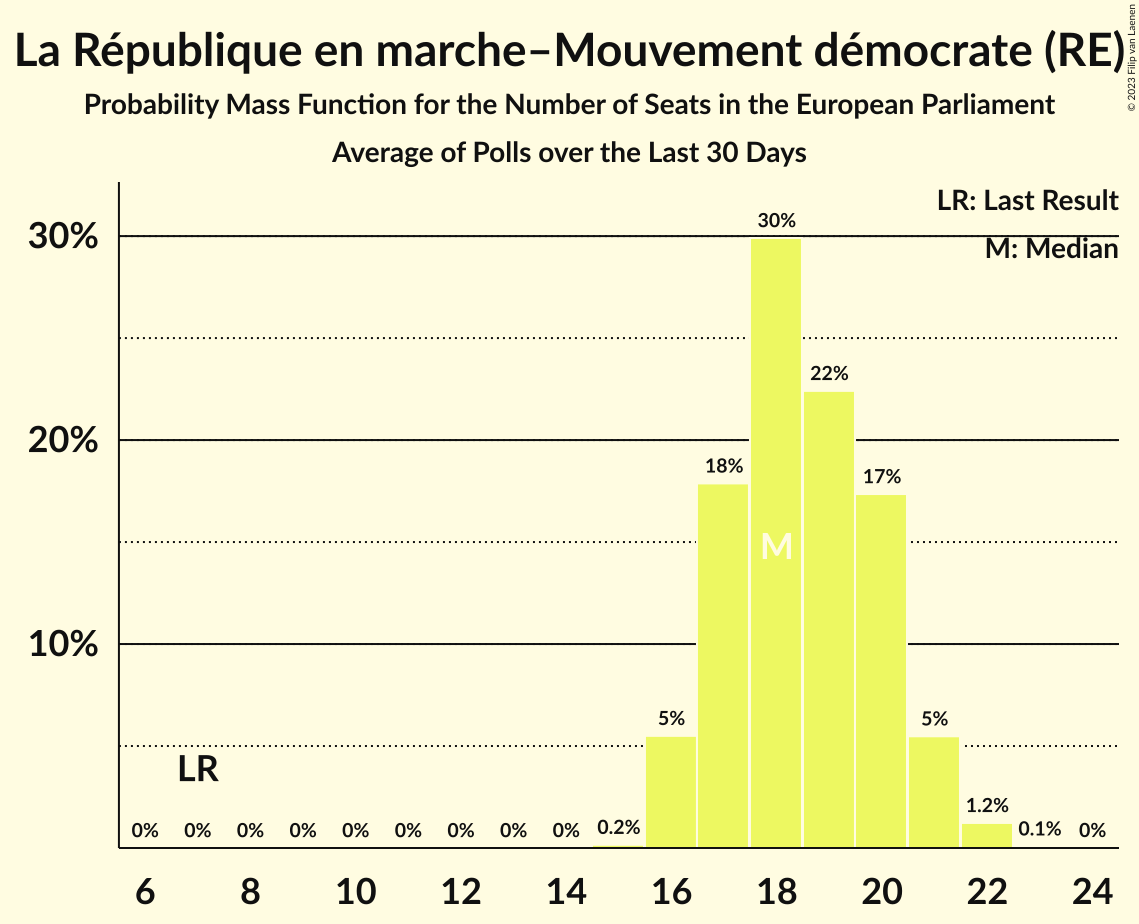 La République en marche–Mouvement démocrate (RE)
© 2023 Filip van Laenen
Probability Mass Function for the Number of Seats in the European Parliament
Average of Polls over the Last 30 Days
LR: Last Result
M: Median
30%
20%
10%
30%
22%
18%
17%
M
5%
5%
LR
1.2%
0% 0% 0% 0% 0% 0% 0% 0% 0% 0.2% 0.1% 0%
6 8 10 12 14 16 18 20 22 24